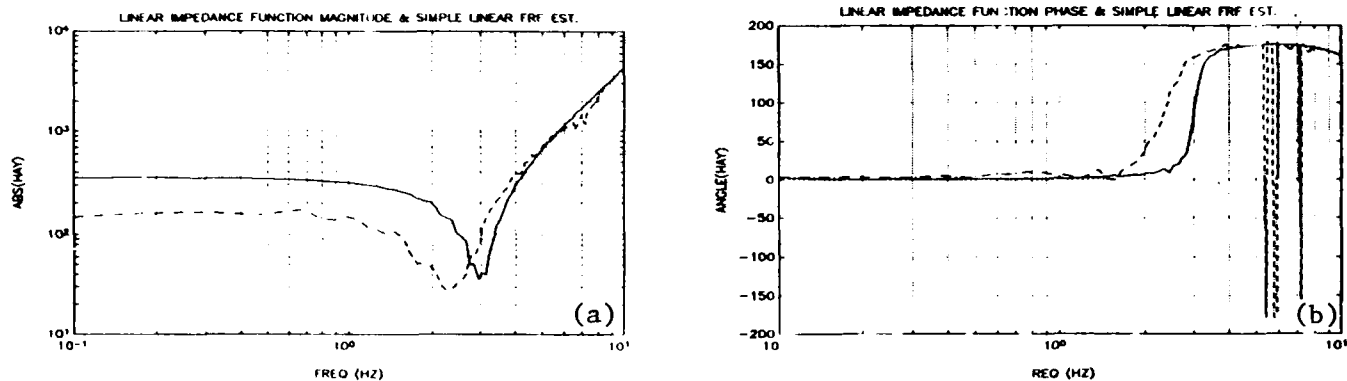 LINEAR IMPEDANCE FUNCTION MAGNITUDE & SIMPLE LINEAR FRF EST.
10⁴
10³
10²
10¹
ABS(HAY)
10⁻¹
10⁰
10¹
FREQ (HZ)
(a)
LINEAR IMPEDANCE FUN :TION PHASE & SIMPLE LINEAR FRF EST.
200
150
100
50
0
-50
-100
-150
-200
ANGLE(HAY)
10
10⁰
10¹
REQ (HZ)
(b)